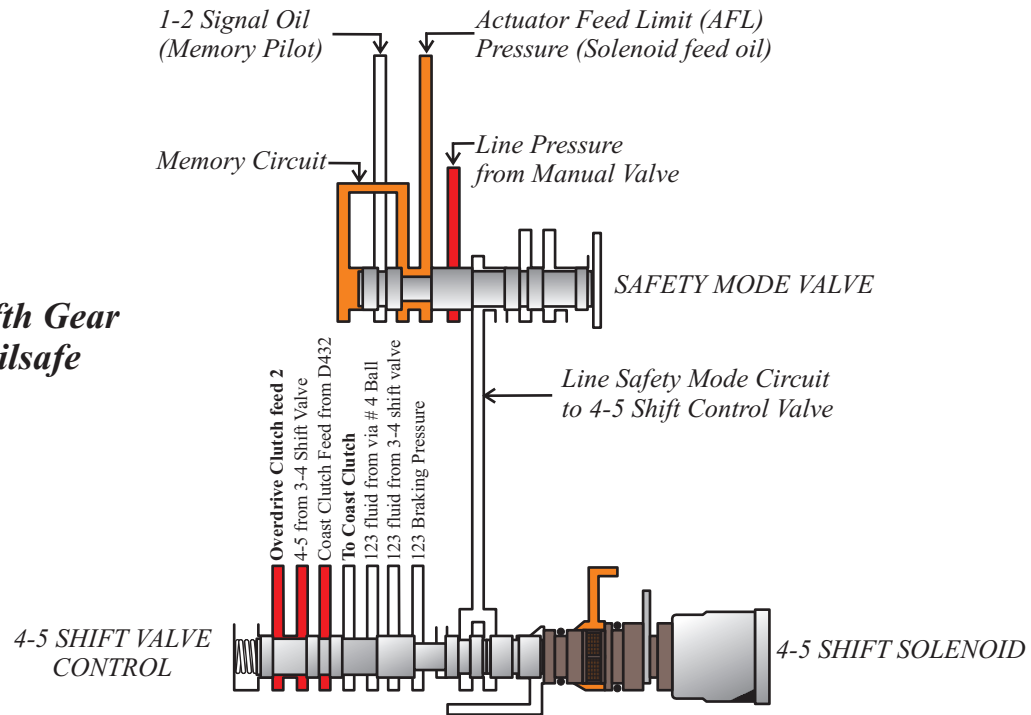 1-2 Signal Oil
(Memory Pilot)
Actuator Feed Limit (AFL)
Pressure (Solenoid feed oil)
Memory Circuit
Line Pressure
from Manual Valve
SAFETY MODE VALVE
fth Gear
ilsafe
Line Safety Mode Circuit
to 4-5 Shift Control Valve
Overdrive Clutch feed 2
4-5 from 3-4 Shift Valve
Coast Clutch Feed from D432
To Coast Clutch
123 fluid from via # 4 Ball
123 fluid from 3-4 shift valve
123 Braking Pressure
4-5 SHIFT VALVE
CONTROL
4-5 SHIFT SOLENOID